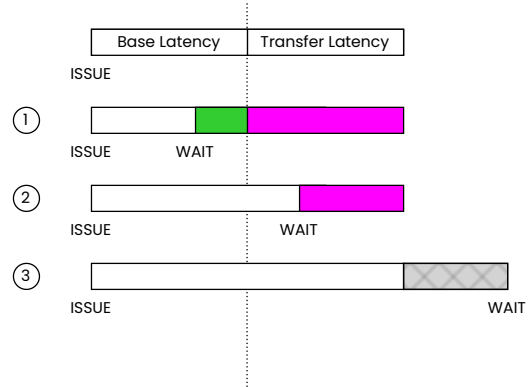 Base Latency Transfer Latency
ISSUE
1
ISSUE WAIT
2
ISSUE WAIT
3
ISSUE WAIT